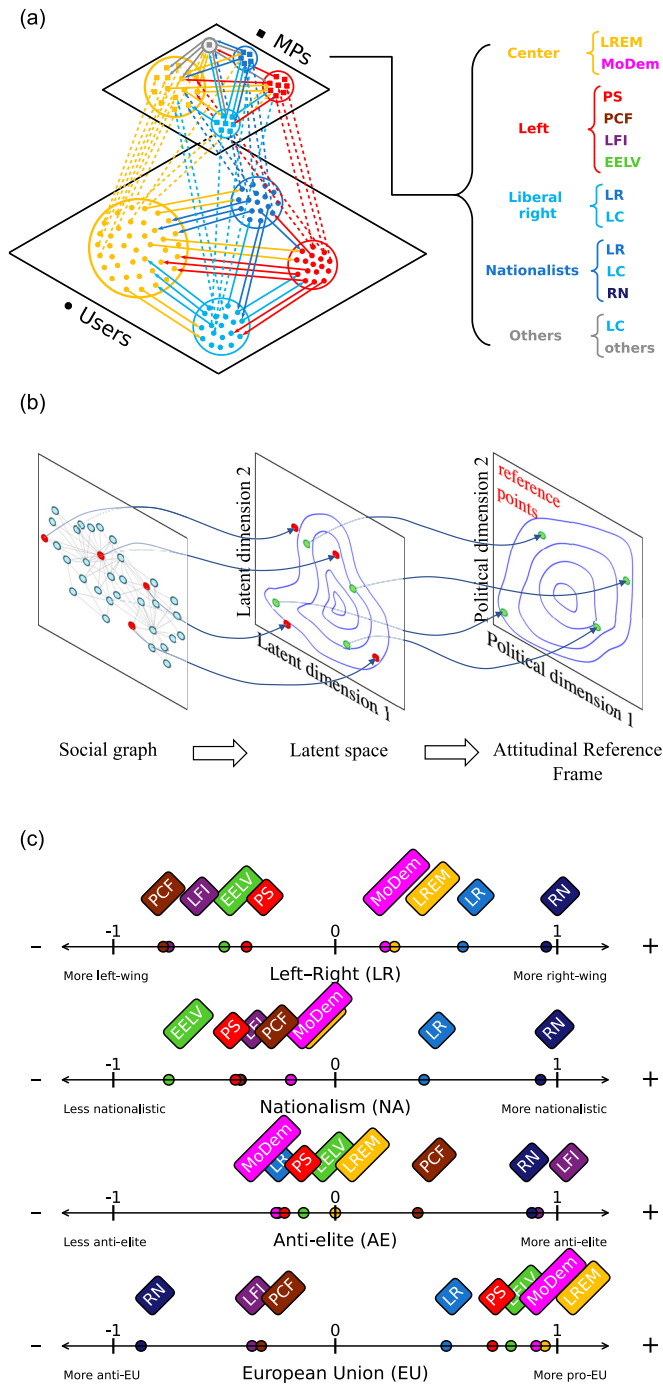 (a)
MPs
Users
Center
LREM
MoDem
Left
PS
PCF
LFI
EELV
Liberal
right
LR
LC
Nationalists
LR
LC
RN
Others
LC
others
(b)
Latent dimension 2
Latent dimension 1
Political dimension 2
reference
points
Political dimension 1
Social graph
Latent space
Attitudinal Reference
Frame
(c)
PCF LFI EELV PS MoDem LREM LR RN
– -1 0 1 +
More left-wing Left–Right (LR) More right-wing
EELV PS LFI PCF MoDem LR RN
– -1 0 1 +
Less nationalistic Nationalism (NA) More nationalistic
MoDem LR PS EELV LREM PCF RN LFI
– -1 0 1 +
Less anti-elite Anti-elite (AE) More anti-elite
RN LFI PCF LR PS EELV MoDem LREM
– -1 0 1 +
More anti-EU European Union (EU) More pro-EU